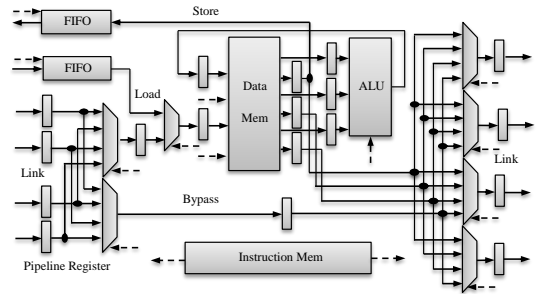 FIFO
Store
FIFO
Load
Data
Mem
ALU
Link
Link
Bypass
Pipeline Register
Instruction Mem